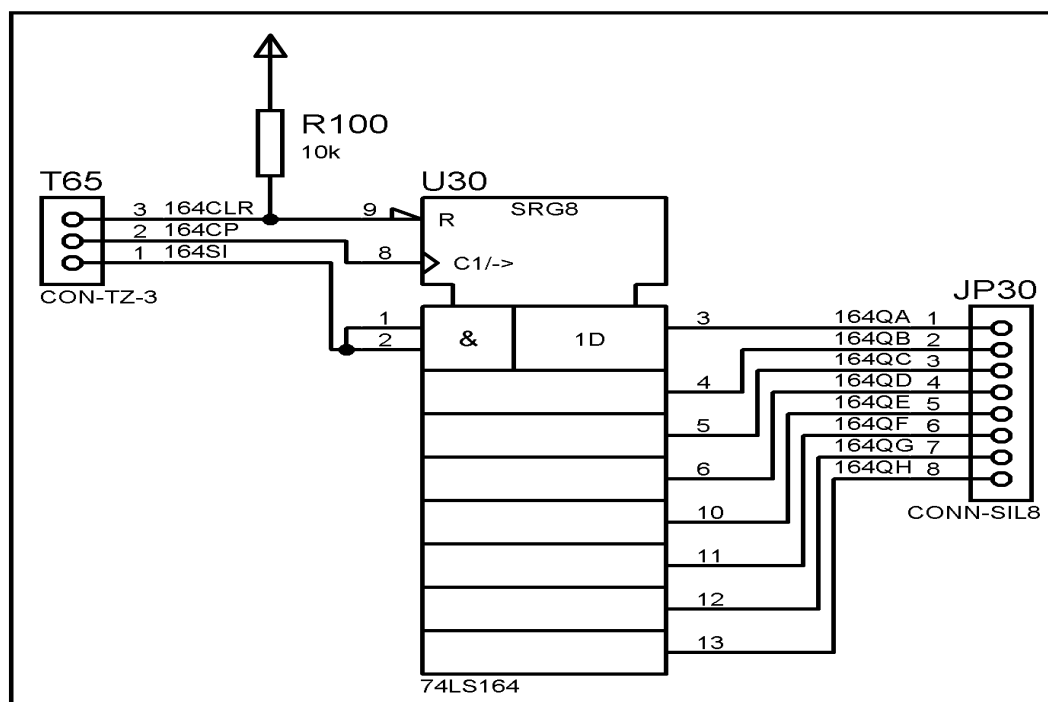 R100
10k
T65
3 164CLR
2 164CP
1 164SI
CON-TZ-3
U30
SRG8
9 R
8 C1/->
1
2
& 1D
3
4
5
6
10
11
12
13
74LS164
JP30
164QA 1
164QB 2
164QC 3
164QD 4
164QE 5
164QF 6
164QG 7
164QH 8
CONN-SIL8